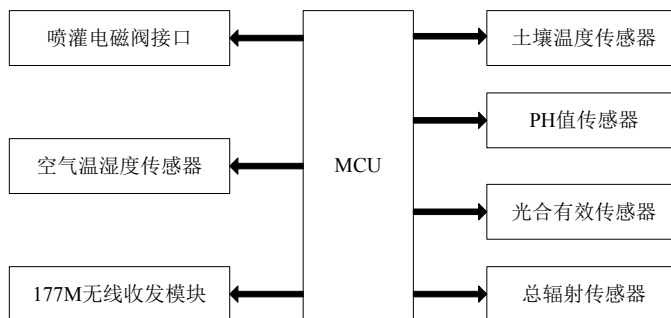 喷灌电磁阀接口
空气温湿度传感器
177M无线收发模块
MCU
土壤温度传感器
PH值传感器
光合有效传感器
总辐射传感器